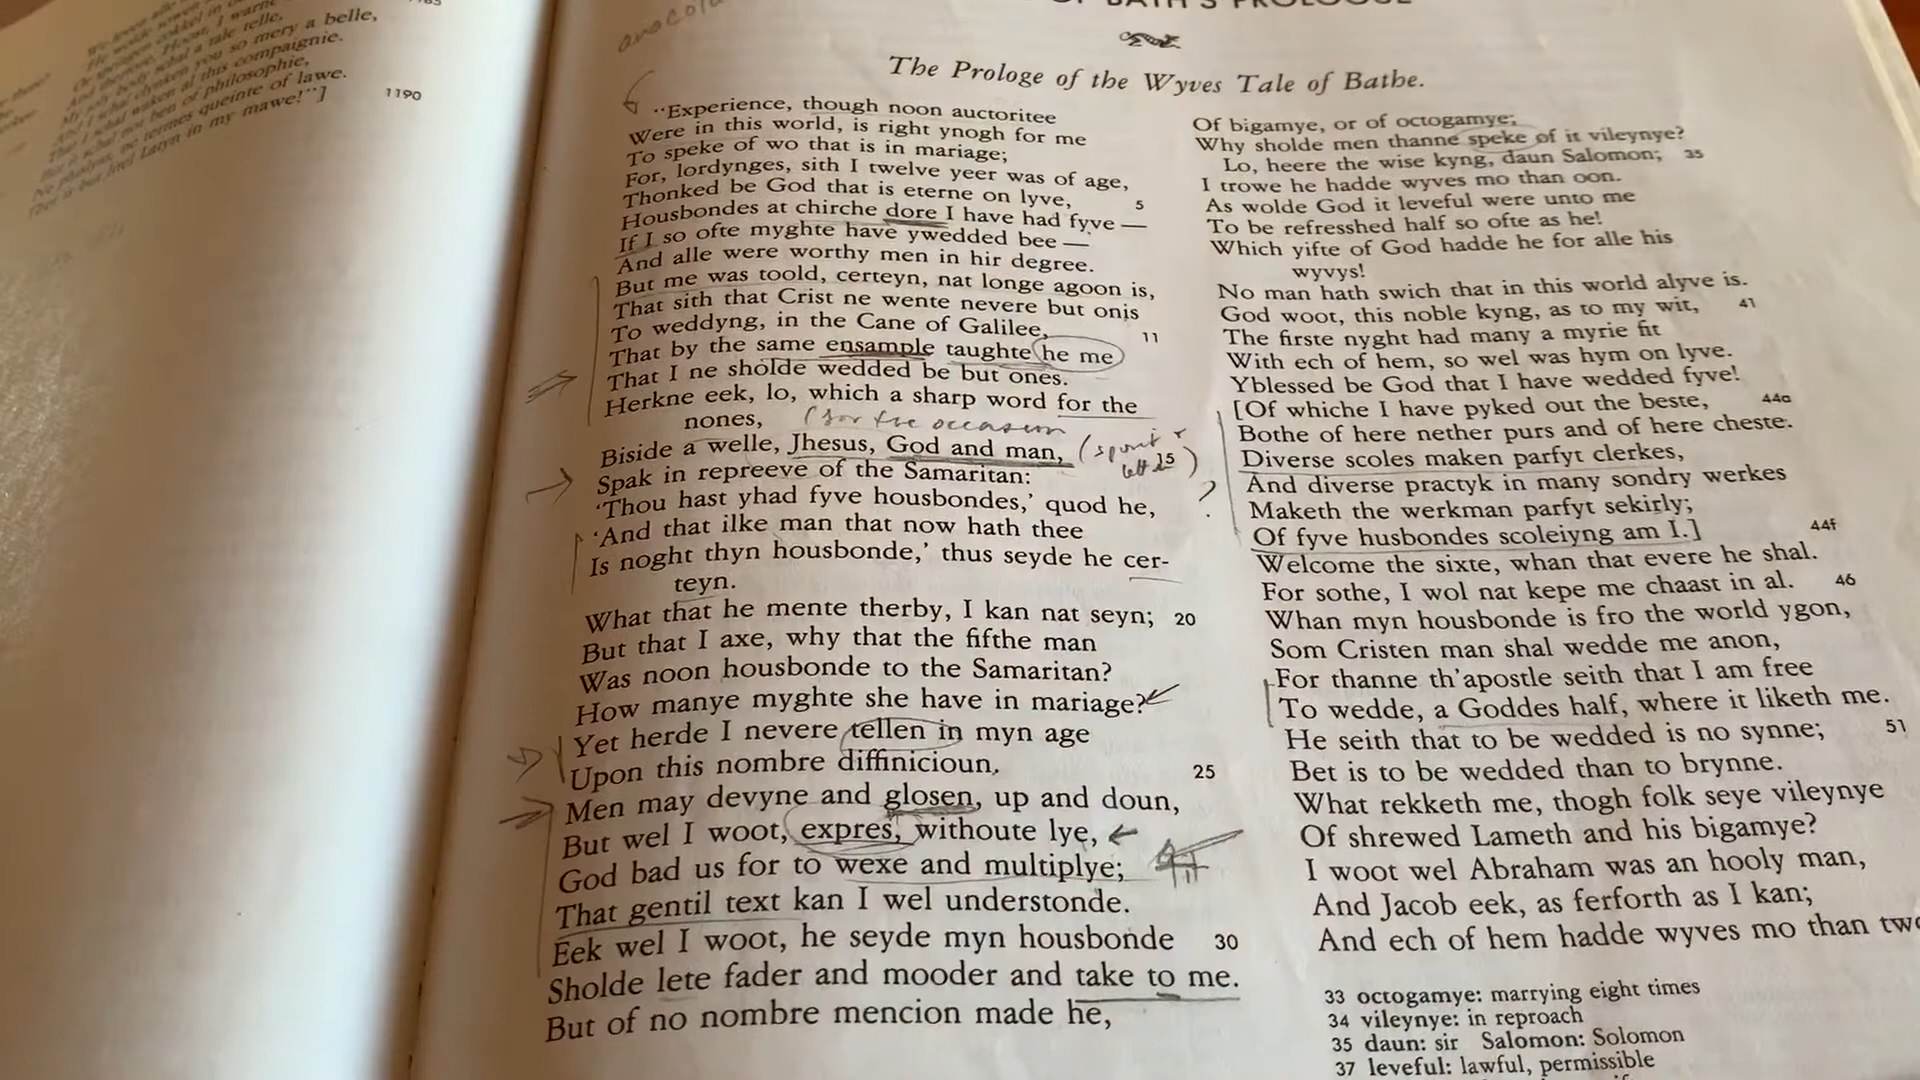 1190
OF BATH'S PROLOGUE
The Prologe of the Wyves Tale of Bathe.
"Experience, though noon auctoritee
Were in this world, is right ynogh for me
To speke of wo that is in mariage;
For, lordynges, sith I twelve yeer was of age,
Thonked be God that is eterne on lyve, 5
Housbondes at chirche dore I have had fyve —
If I so ofte myghte have ywedded bee —
And alle were worthy men in hir degree.
But me was toold, certeyn, nat longe agoon is,
That sith that Crist ne wente nevere but onis
To weddyng, in the Cane of Galilee, 11
That by the same ensample taughte he me
That I ne sholde wedded be but ones.
Herkne eek, lo, which a sharp word for the
nones, (for the occasion
Biside a welle, Jhesus, God and man, 15
Spak in repreeve of the Samaritan:
'Thou hast yhad fyve housbondes,' quod he,
'And that ilke man that now hath thee
Is noght thyn housbonde,' thus seyde he cer-
teyn.
What that he mente therby, I kan nat seyn; 20
But that I axe, why that the fifthe man
Was noon housbonde to the Samaritan?
How manye myghte she have in mariage?
Yet herde I nevere tellen in myn age
Upon this nombre diffinicioun. 25
Men may devyne and glosen, up and doun,
But wel I woot, expres, withoute lye,
God bad us for to wexe and multiplye;
That gentil text kan I wel understonde.
Eek wel I woot, he seyde myn housbonde 30
Sholde lete fader and mooder and take to me.
But of no nombre mencion made he,
Of bigamye, or of octogamye;
Why sholde men thanne speke of it vileynye?
Lo, heere the wise kyng, daun Salomon; 35
I trowe he hadde wyves mo than oon.
As wolde God it leveful were unto me
To be refresshed half so ofte as he!
Which yifte of God hadde he for alle his
wyvys!
No man hath swich that in this world alyve is.
God woot, this noble kyng, as to my wit, 41
The firste nyght had many a myrie fit
With ech of hem, so wel was hym on lyve.
Yblessed be God that I have wedded fyve!
[Of whiche I have pyked out the beste, 44a
Bothe of here nether purs and of here cheste.
Diverse scoles maken parfyt clerkes,
And diverse practyk in many sondry werkes
Maketh the werkman parfyt sekirly;
Of fyve husbondes scoleiyng am I.] 44f
Welcome the sixte, whan that evere he shal.
For sothe, I wol nat kepe me chaast in al. 46
Whan myn housbonde is fro the world ygon,
Som Cristen man shal wedde me anon,
For thanne th'apostle seith that I am free
To wedde, a Goddes half, where it liketh me.
He seith that to be wedded is no synne; 51
Bet is to be wedded than to brynne.
What rekketh me, thogh folk seye vileynye
Of shrewed Lameth and his bigamye?
I woot wel Abraham was an hooly man,
And Jacob eek, as ferforth as I kan;
And ech of hem hadde wyves mo than two
33 octogamye: marrying eight times
34 vileynye: in reproach
35 daun: sir Salomon: Solomon
37 leveful: lawful, permissible